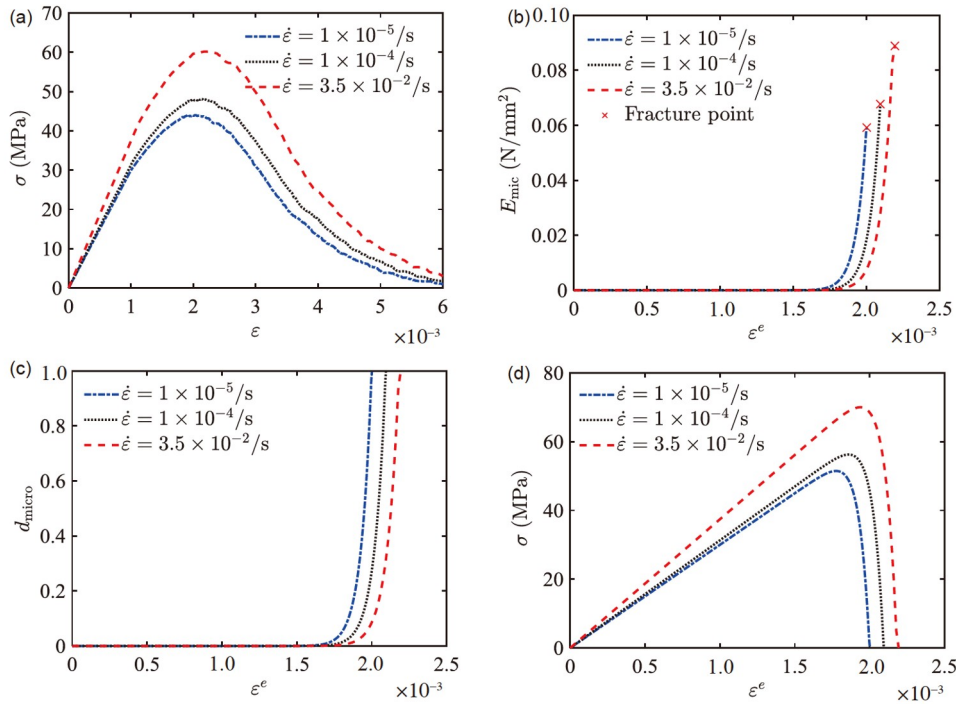 (a)
70
60
50
40
30
20
10
0
σ (MPa)
ε̇ = 1 × 10⁻⁵/s
ε̇ = 1 × 10⁻⁴/s
ε̇ = 3.5 × 10⁻²/s
0 1 2 3 4 5 6
ε
×10⁻³
(b)
0.10
0.08
0.06
0.04
0.02
0
E_mic (N/mm²)
ε̇ = 1 × 10⁻⁵/s
ε̇ = 1 × 10⁻⁴/s
ε̇ = 3.5 × 10⁻²/s
× Fracture point
0 0.5 1.0 1.5 2.0 2.5
εᵉ
×10⁻³
(c)
1.0
0.8
0.6
0.4
0.2
0
d_micro
ε̇ = 1 × 10⁻⁵/s
ε̇ = 1 × 10⁻⁴/s
ε̇ = 3.5 × 10⁻²/s
0 0.5 1.0 1.5 2.0 2.5
εᵉ
×10⁻³
(d)
80
60
40
20
0
σ (MPa)
ε̇ = 1 × 10⁻⁵/s
ε̇ = 1 × 10⁻⁴/s
ε̇ = 3.5 × 10⁻²/s
0 0.5 1.0 1.5 2.0 2.5
εᵉ
×10⁻³